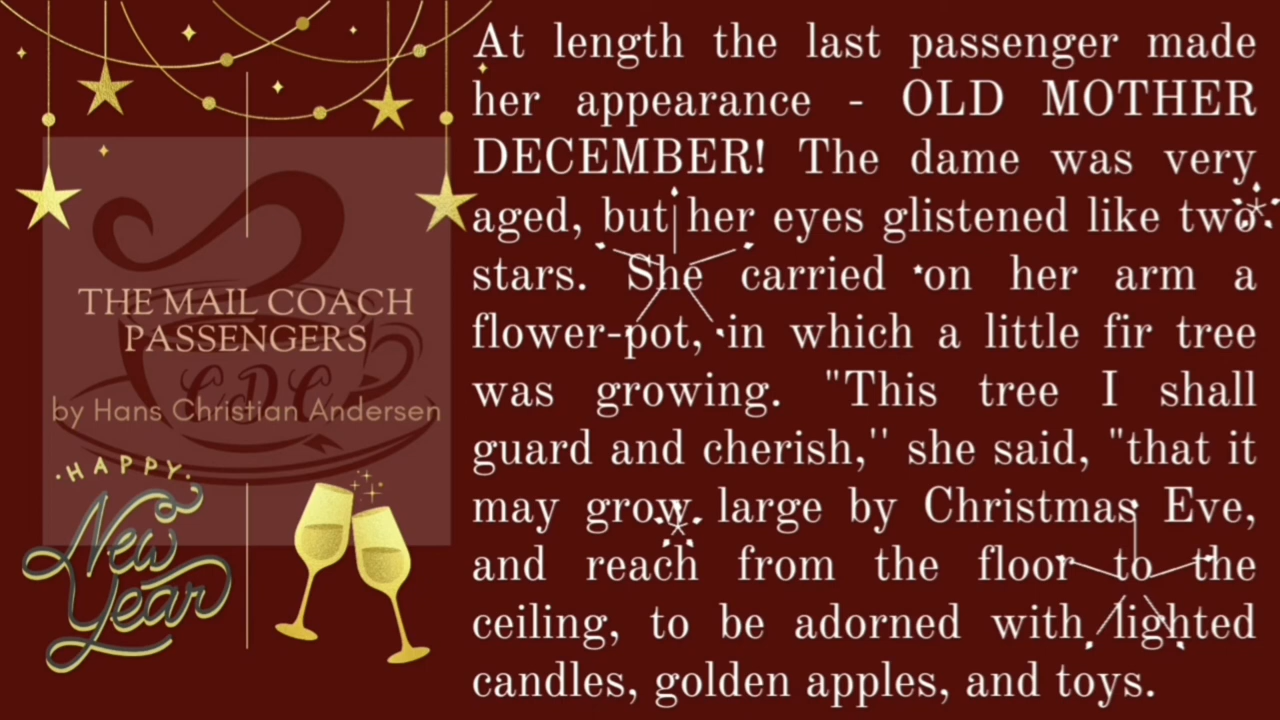 THE MAIL COACH
PASSENGERS
CDC
by Hans Christian Andersen
·HAPPY·
New
Year
At length the last passenger made
her appearance - OLD MOTHER
DECEMBER! The dame was very
aged, but her eyes glistened like two
stars. She carried on her arm a
flower-pot, in which a little fir tree
was growing. "This tree I shall
guard and cherish,'' she said, "that it
may grow large by Christmas Eve,
and reach from the floor to the
ceiling, to be adorned with lighted
candles, golden apples, and toys.